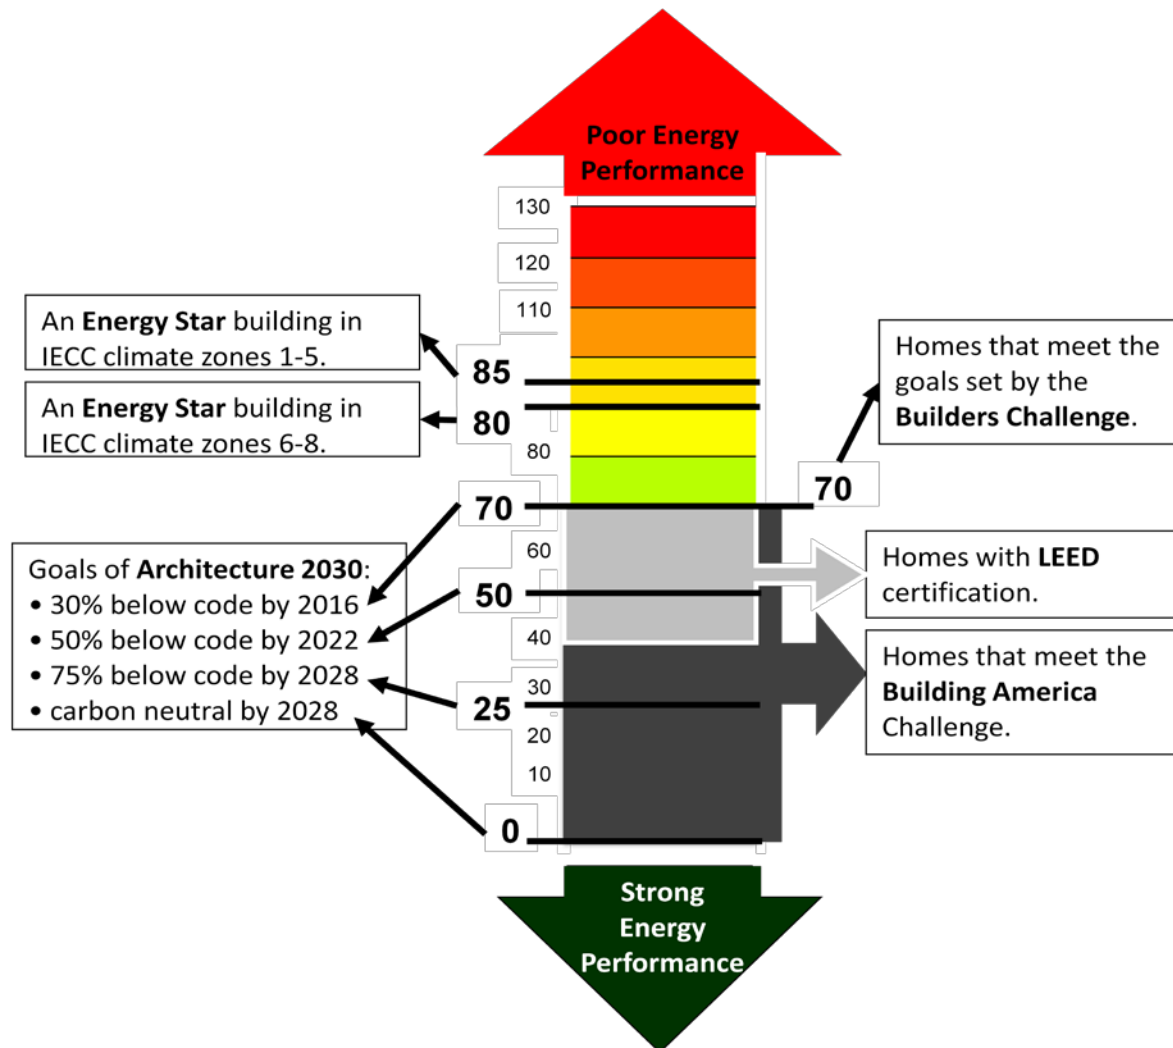 Poor Energy
Performance
130
120
110
An Energy Star building in
IECC climate zones 1-5.
85
An Energy Star building in
IECC climate zones 6-8.
80
80
Homes that meet the
goals set by the
Builders Challenge.
70
70
Goals of Architecture 2030:
• 30% below code by 2016
• 50% below code by 2022
• 75% below code by 2028
• carbon neutral by 2028
60
50
40
30
25
20
10
0
Homes with LEED
certification.
Homes that meet the
Building America
Challenge.
Strong
Energy
Performance